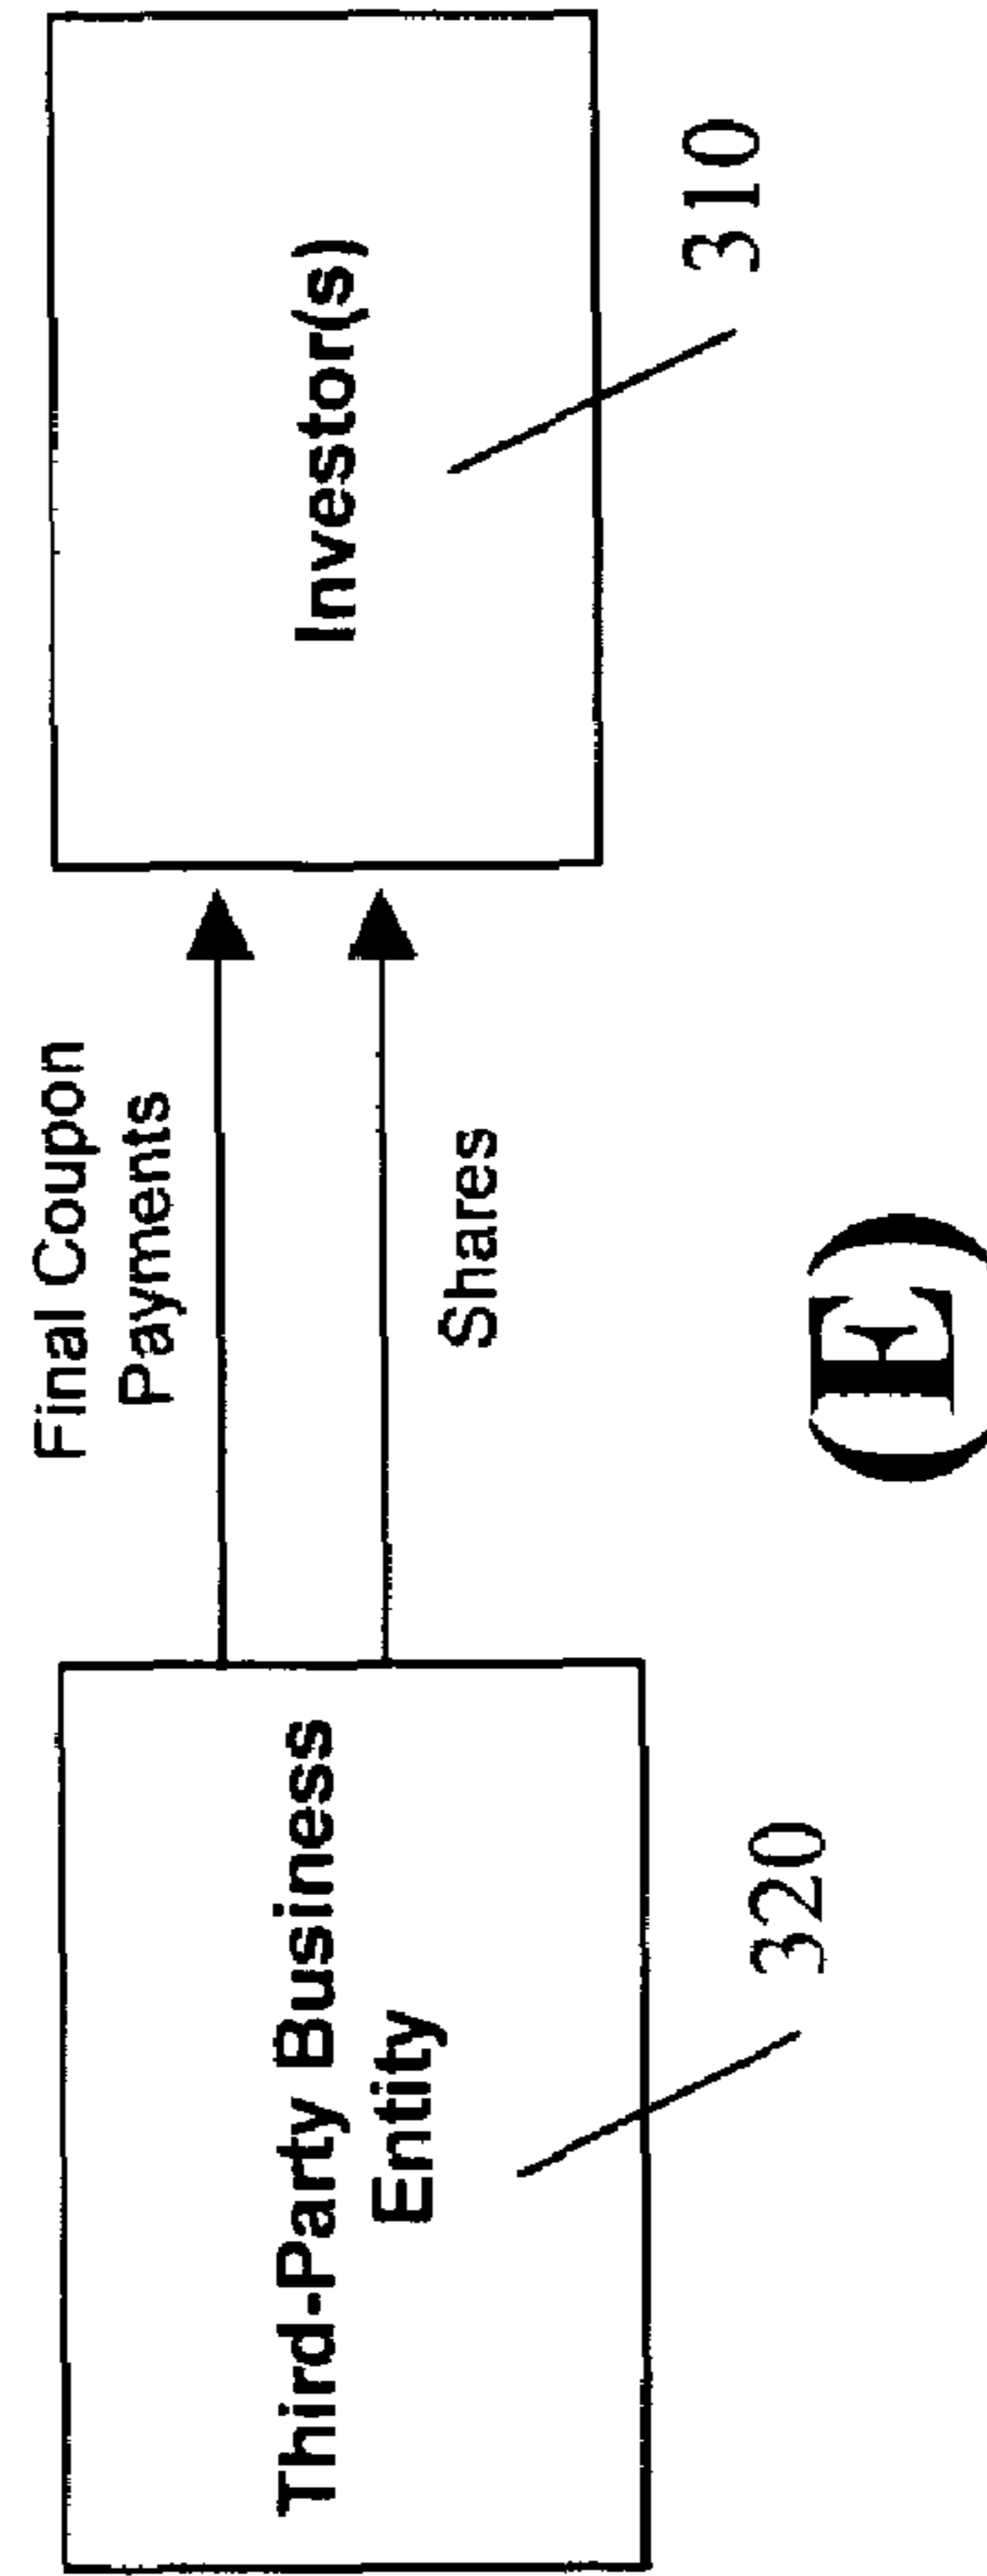 Third-Party Business
Entity
320
Final Coupon
Payments
Shares
Investor(s)
310
(E)